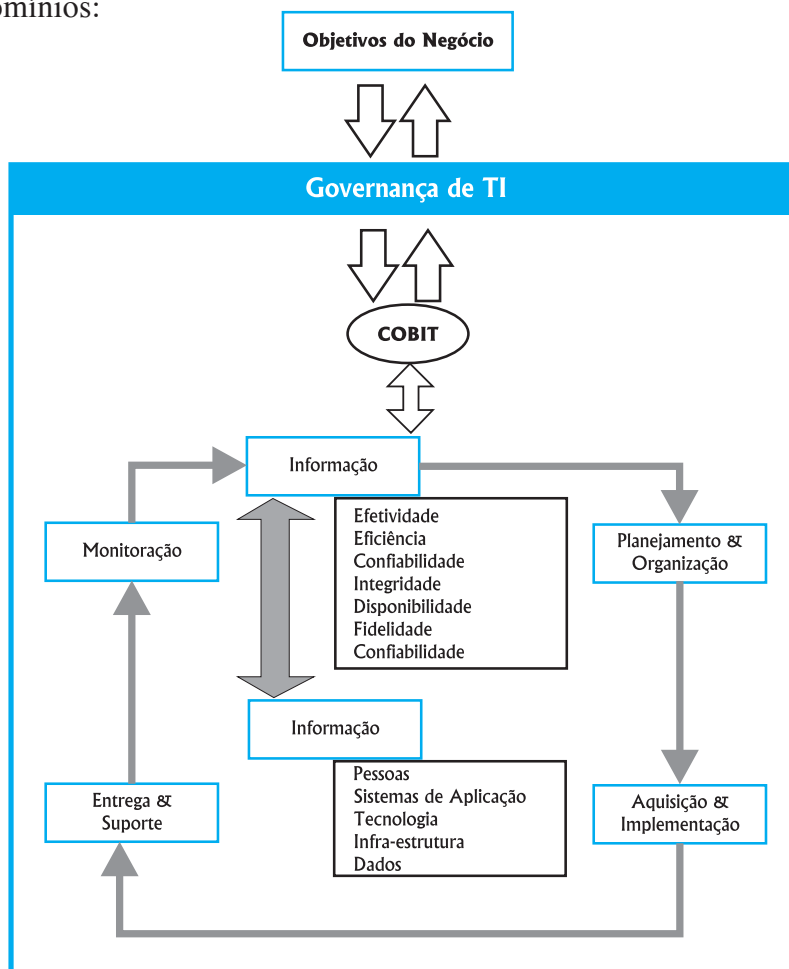 omínios:
Objetivos do Negócio
Governança de TI
COBIT
Informação
Efetividade
Eficiência
Confiabilidade
Integridade
Disponibilidade
Fidelidade
Confiabilidade
Monitoração
Planejamento &
Organização
Informação
Pessoas
Sistemas de Aplicação
Tecnologia
Infra-estrutura
Dados
Entrega &
Suporte
Aquisição &
Implementação